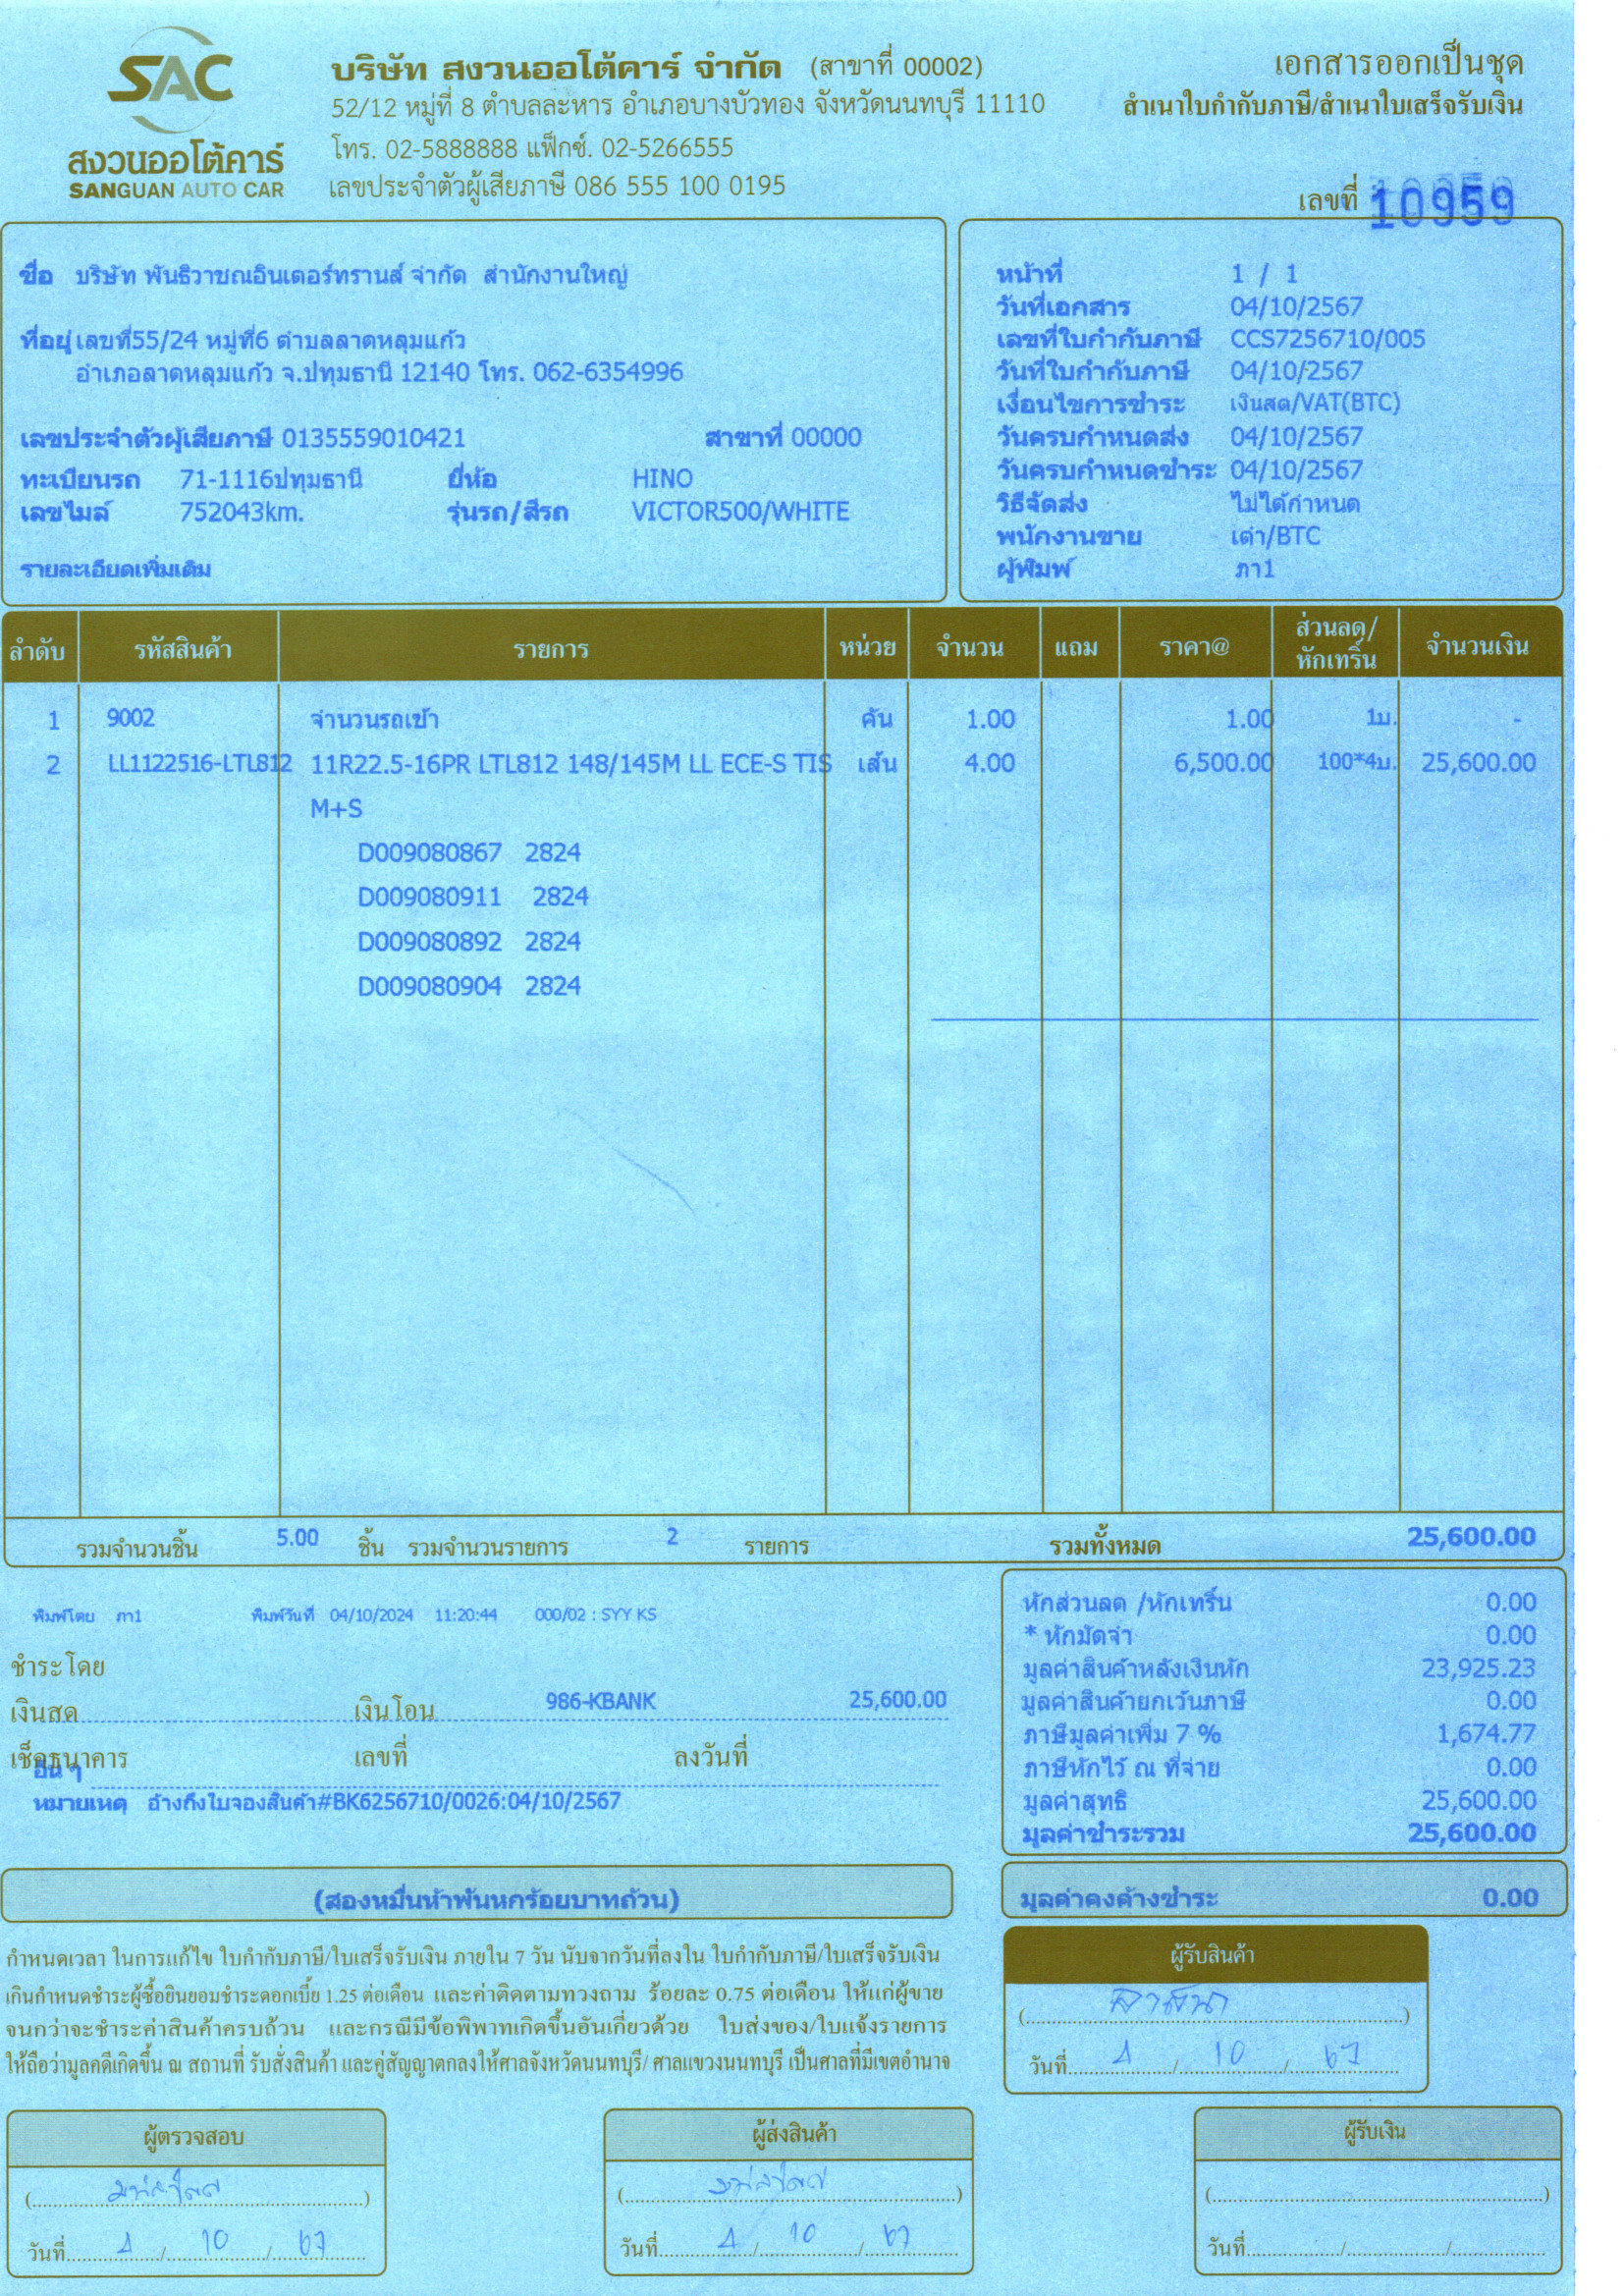 SAC
สงวนออโต้คาร์
SANGUAN AUTO CAR
บริษัท สงวนออโต้คาร์ จำกัด (สาขาที่ 00002)
52/12 หมู่ที่ 8 ตำบลละหาร อำเภอบางบัวทอง จังหวัดนนทบุรี 11110
โทร. 02-5888888 แฟ็กซ์. 02-5266555
เลขประจำตัวผู้เสียภาษี 086 555 100 0195
เอกสารออกเป็นชุด
สำเนาใบกำกับภาษี/สำเนาใบเสร็จรับเงิน
เลขที่ 10959
ชื่อ บริษัท พันธิวาชณอินเตอร์ทรานส์ จำกัด สำนักงานใหญ่
ที่อยู่ เลขที่55/24 หมู่ที่6 ตำบลลาดหลุมแก้ว
อำเภอลาดหลุมแก้ว จ.ปทุมธานี 12140 โทร. 062-6354996
เลขประจำตัวผู้เสียภาษี 0135559010421 สาขาที่ 00000
ทะเบียนรถ 71-1116ปทุมธานี ยี่ห้อ HINO
เลขไมล์ 752043km. รุ่นรถ/สีรถ VICTOR500/WHITE
รายละเอียดเพิ่มเติม
หน้าที่ 1 / 1
วันที่เอกสาร 04/10/2567
เลขที่ใบกำกับภาษี CCS7256710/005
วันที่ใบกำกับภาษี 04/10/2567
เงื่อนไขการชำระ เงินสด/VAT(BTC)
วันครบกำหนดส่ง 04/10/2567
วันครบกำหนดชำระ 04/10/2567
วิธีจัดส่ง ไม่ได้กำหนด
พนักงานขาย เต่า/BTC
ผู้พิมพ์ ภา1
ลำดับ รหัสสินค้า รายการ หน่วย จำนวน แถม ราคา@ ส่วนลด/หักเทริ์น จำนวนเงิน
1 9002 จำนวนรถเข้า คัน 1.00 1.00 1บ. -
2 LL1122516-LTL812 11R22.5-16PR LTL812 148/145M LL ECE-S TIS เส้น 4.00 6,500.00 100*4บ. 25,600.00
M+S
D009080867 2824
D009080911 2824
D009080892 2824
D009080904 2824
รวมจำนวนชิ้น 5.00 ชิ้น รวมจำนวนรายการ 2 รายการ รวมทั้งหมด 25,600.00
พิมพ์โดย ภา1 พิมพ์วันที่ 04/10/2024 11:20:44 000/02 : SYY KS
ชำระโดย
เงินสด เงินโอน 986-KBANK 25,600.00
เช็คธนาคาร เลขที่ ลงวันที่
อื่น ๆ
หมายเหตุ อ้างถึงใบจองสินค้า#BK6256710/0026:04/10/2567
หักส่วนลด /หักเทริ์น 0.00
* หักมัดจำ 0.00
มูลค่าสินค้าหลังเงินหัก 23,925.23
มูลค่าสินค้ายกเว้นภาษี 0.00
ภาษีมูลค่าเพิ่ม 7 % 1,674.77
ภาษีหักไว้ ณ ที่จ่าย 0.00
มูลค่าสุทธิ 25,600.00
มูลค่าชำระรวม 25,600.00
(สองหมื่นห้าพันหกร้อยบาทถ้วน)
มูลค่าคงค้างชำระ 0.00
กำหนดเวลา ในการแก้ไข ใบกำกับภาษี/ใบเสร็จรับเงิน ภายใน 7 วัน นับจากวันที่ลงใน ใบกำกับภาษี/ใบเสร็จรับเงิน
เกินกำหนดชำระผู้ซื้อยินยอมชำระดอกเบี้ย 1.25 ต่อเดือน และค่าติดตามทวงถาม ร้อยละ 0.75 ต่อเดือน ให้แก่ผู้ขาย
จนกว่าจะชำระค่าสินค้าครบถ้วน และกรณีมีข้อพิพาทเกิดขึ้นอันเกี่ยวด้วย ใบส่งของ/ใบแจ้งรายการ
ให้ถือว่ามูลคดีเกิดขึ้น ณ สถานที่ รับสั่งสินค้า และคู่สัญญาตกลงให้ศาลจังหวัดนนทบุรี/ ศาลแขวงนนทบุรี เป็นศาลที่มีเขตอำนาจ
ผู้รับสินค้า
วันที่ 4 / 10 / 67
ผู้ตรวจสอบ
วันที่ 4 / 10 / 67
ผู้ส่งสินค้า
วันที่ 4 / 10 / 67
ผู้รับเงิน
วันที่ / /